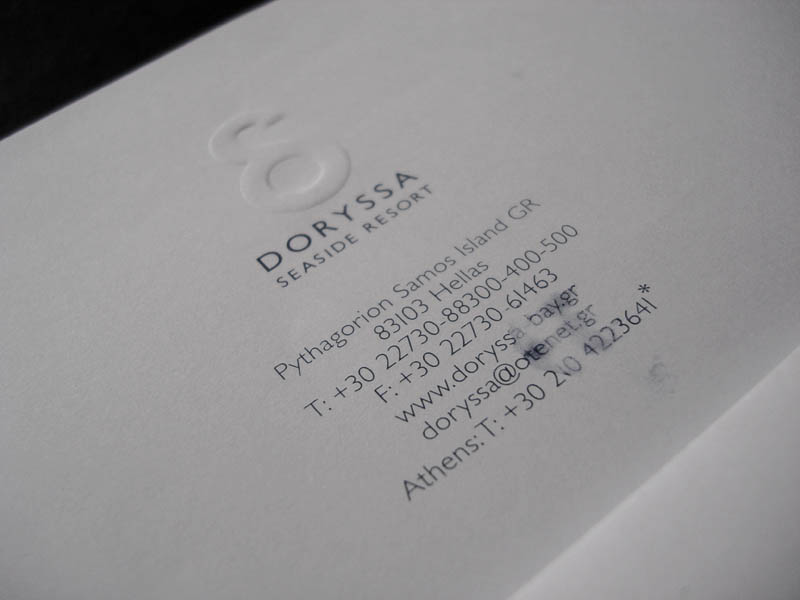 DORYSSA
SEASIDE RESORT
Pythagorion Samos Island GR
83103 Hellas
T: +30 22730-88300-400-500
F: +30 22730 61463
www.doryssa-bay.gr
doryssa@otenet.gr
Athens: T: +30 210 4223641*